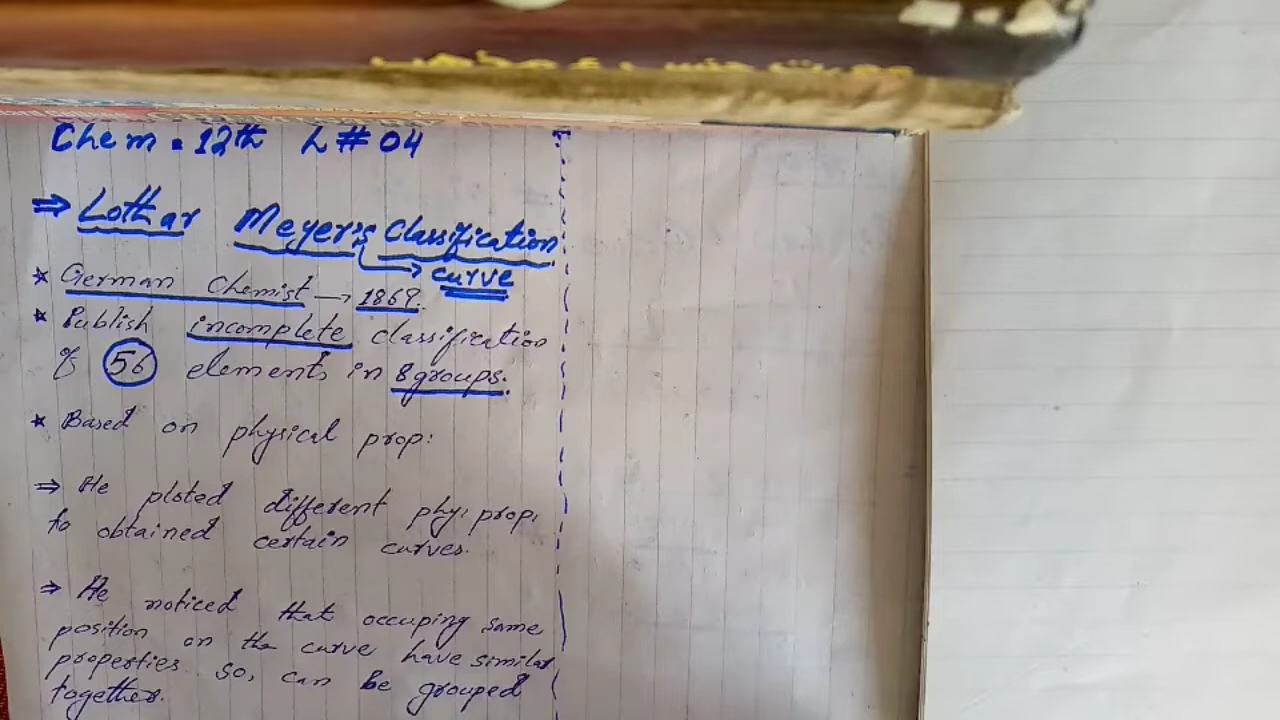 Chem. 12th L # 04
⇒ Lothar Meyer's Classification
→ curve
* German Chemist → 1869.
* Publish incomplete classification
of 56 elements in 8 groups.
* Based on physical prop:
⇒ He ploted different phy. prop.
to obtained certain curves.
⇒ He noticed that occuping same
position on the curve have similar
properties. So, can be grouped
together.